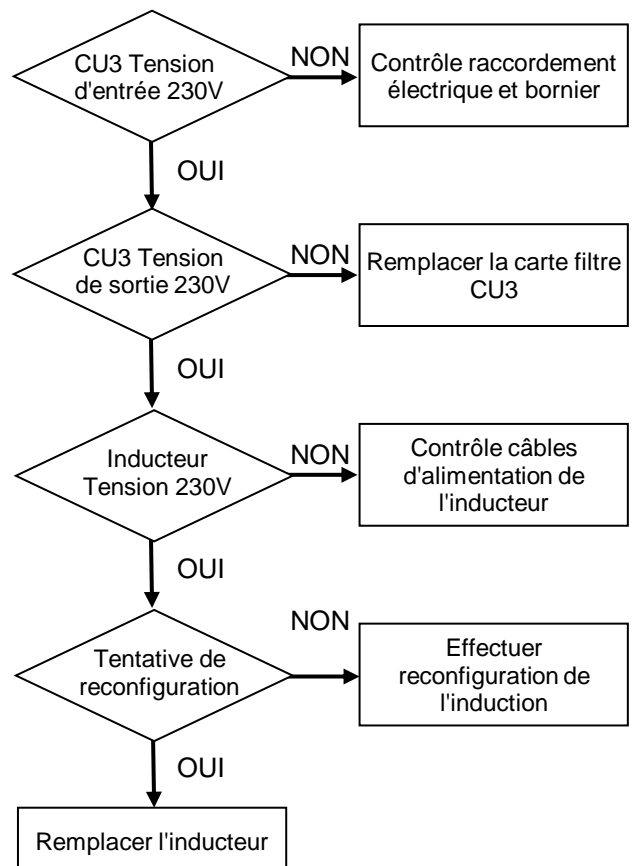 CU3 Tension
d'entrée 230V
NON
Contrôle raccordement
électrique et bornier
OUI
CU3 Tension
de sortie 230V
NON
Remplacer la carte filtre
CU3
OUI
Inducteur
Tension 230V
NON
Contrôle câbles
d'alimentation de
l'inducteur
OUI
Tentative de
reconfiguration
NON
Effectuer
reconfiguration de
l'induction
OUI
Remplacer l'inducteur